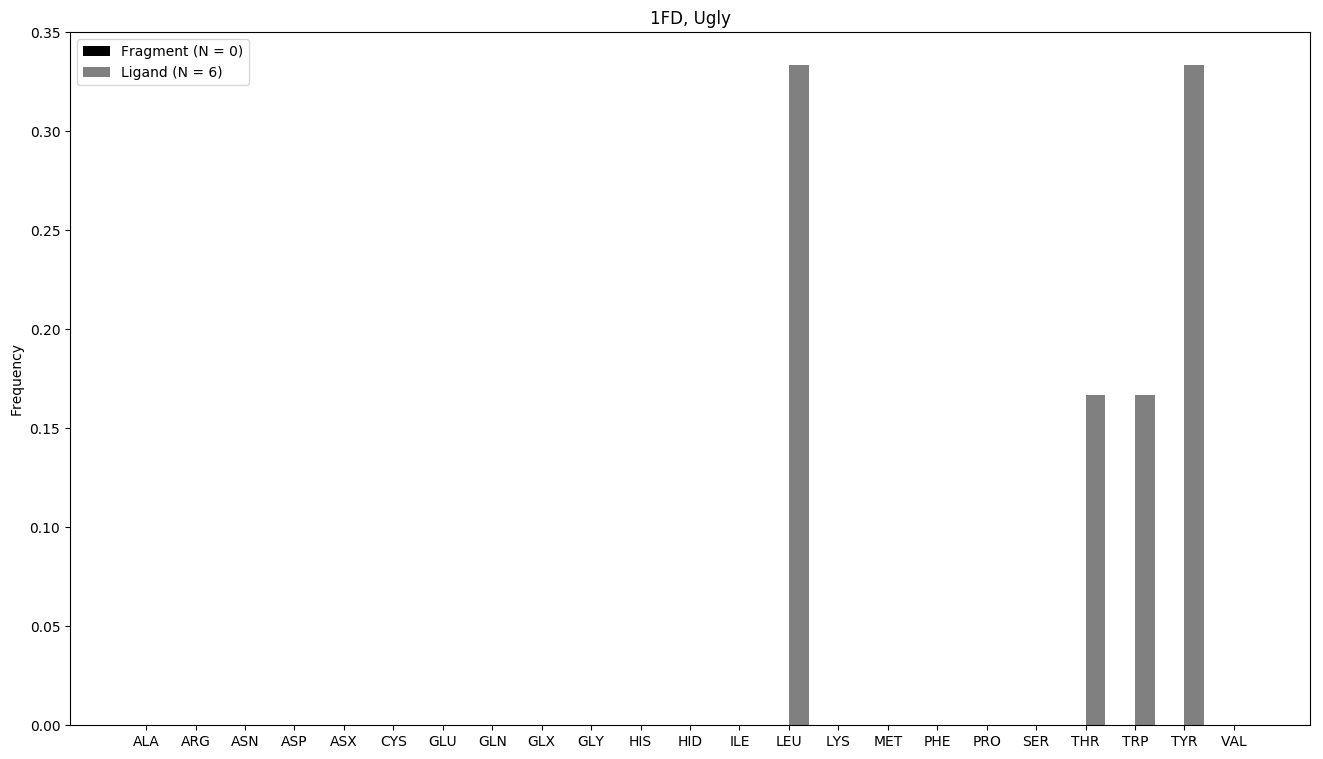 1FD, Ugly
Fragment (N = 0)
Ligand (N = 6)
Frequency
0.35
0.30
0.25
0.20
0.15
0.10
0.05
0.00
ALA ARG ASN ASP ASX CYS GLU GLN GLX GLY HIS HID ILE LEU LYS MET PHE PRO SER THR TRP TYR VAL